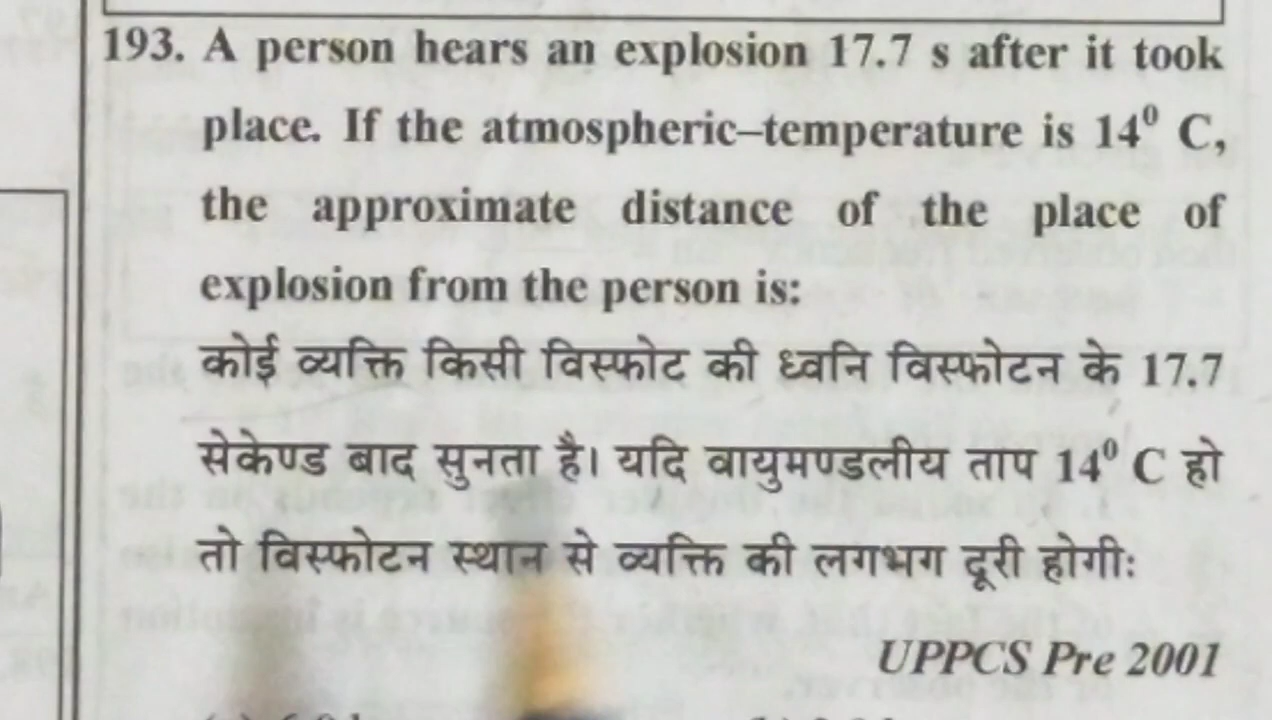 193. A person hears an explosion 17.7 s after it took
place. If the atmospheric–temperature is 14⁰ C,
the approximate distance of the place of
explosion from the person is:
कोई व्यक्ति किसी विस्फोट की ध्वनि विस्फोटन के 17.7
सेकेण्ड बाद सुनता है। यदि वायुमण्डलीय ताप 14⁰ C हो
तो विस्फोटन स्थान से व्यक्ति की लगभग दूरी होगीः
UPPCS Pre 2001